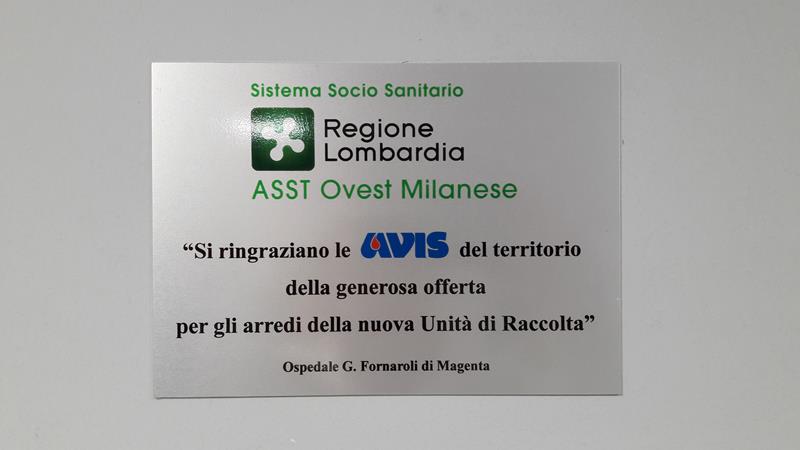 Sistema Socio Sanitario
Regione
Lombardia
ASST Ovest Milanese
“Si ringraziano le AVIS del territorio
della generosa offerta
per gli arredi della nuova Unità di Raccolta”
Ospedale G. Fornaroli di Magenta